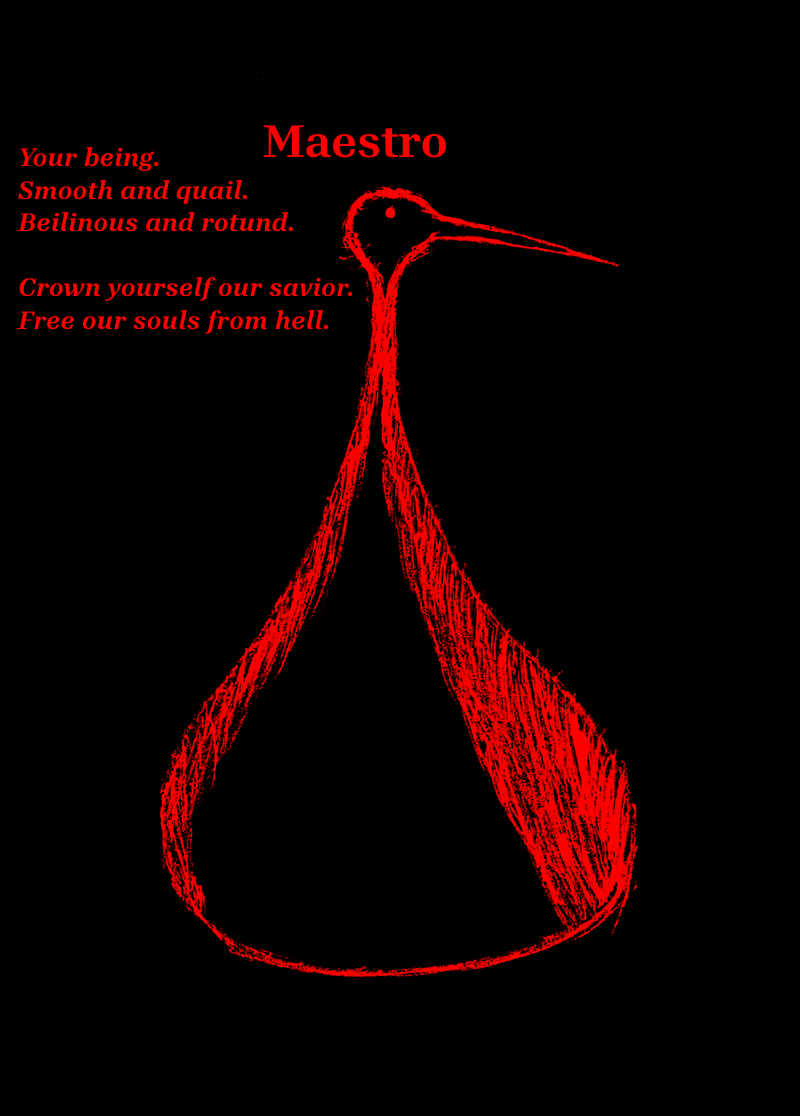 Maestro
Your being.
Smooth and quail.
Beilinous and rotund.
Crown yourself our savior.
Free our souls from hell.